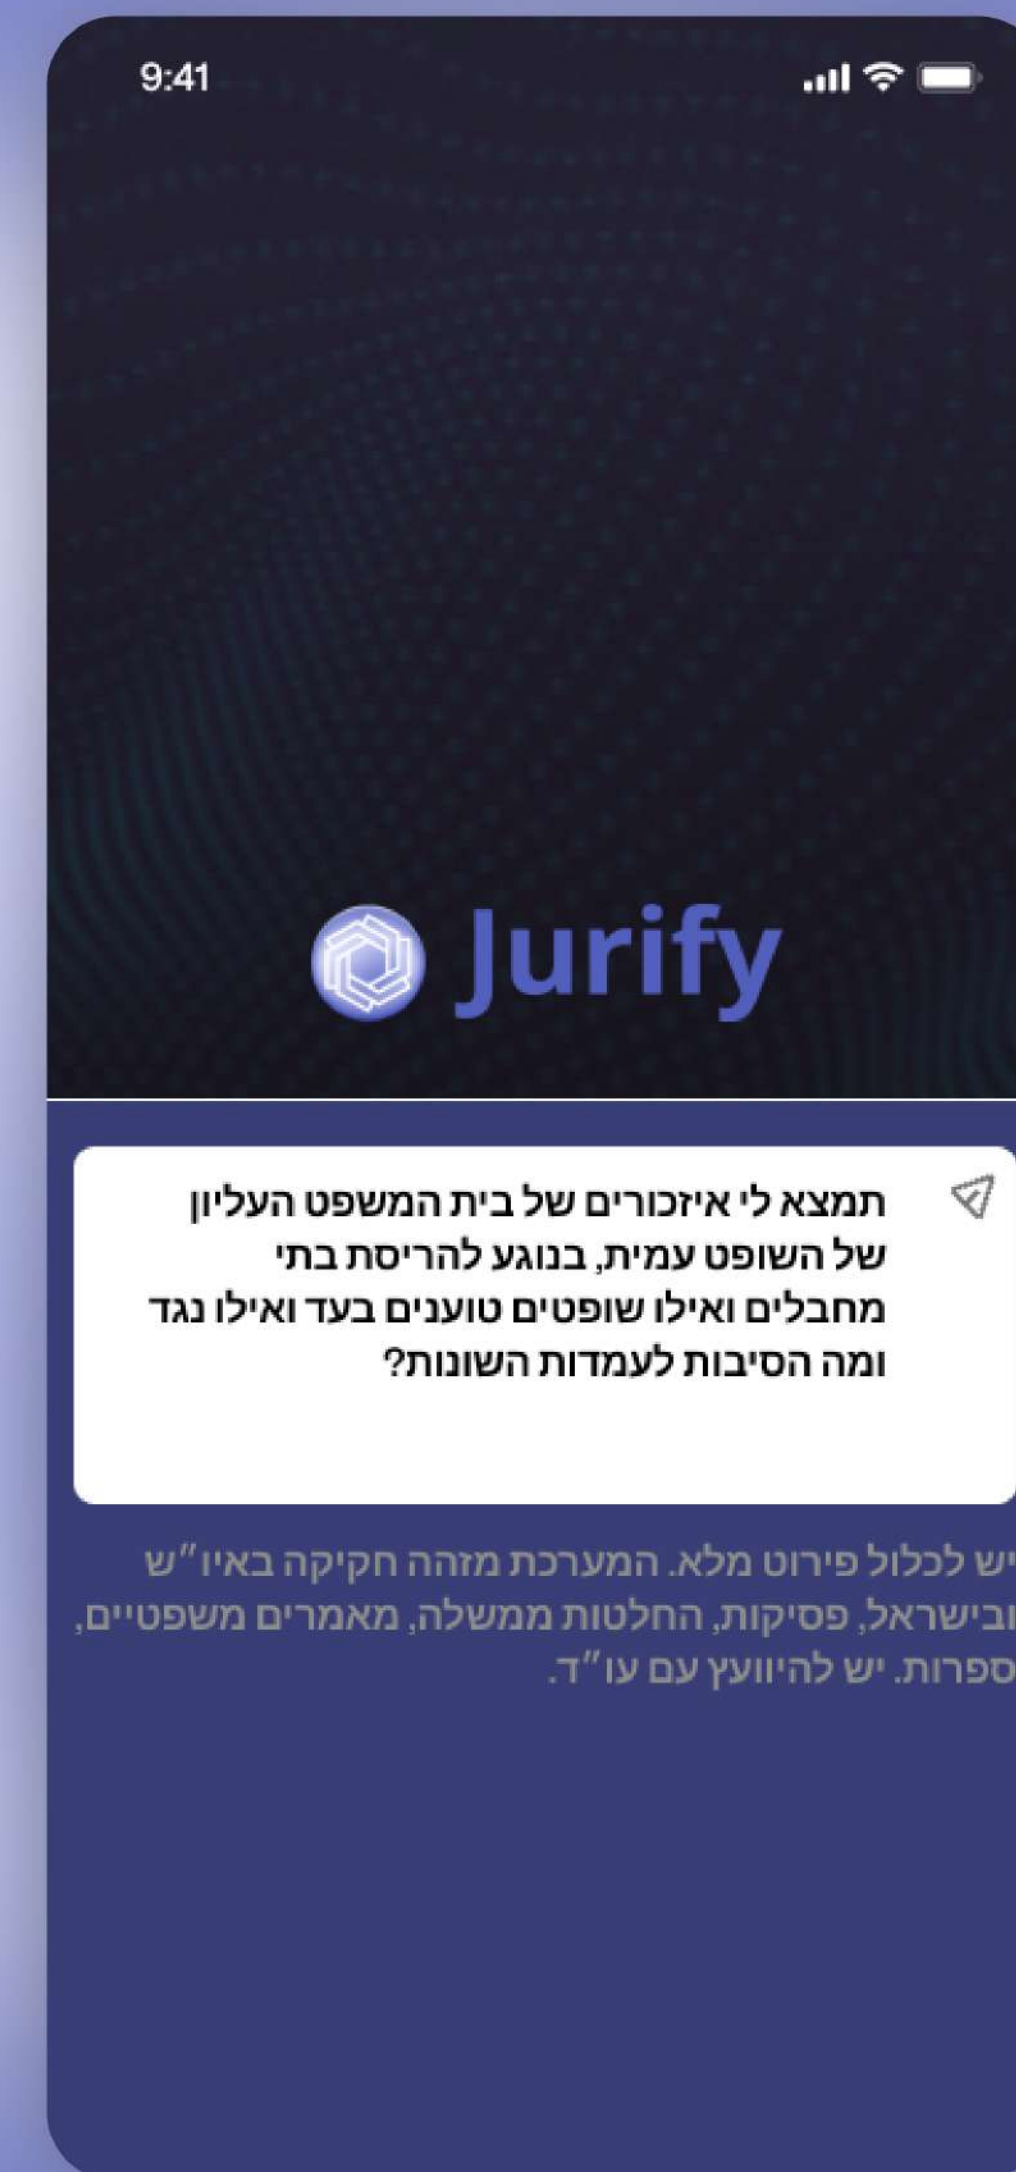 9:41
Jurify
תמצא לי איזכורים של בית המשפט העליון
של השופט עמית, בנוגע להריסת בתי
מחבלים ואילו שופטים טוענים בעד ואילו נגד
ומה הסיבות לעמדות השונות?
יש לכלול פירוט מלא. המערכת מזהה חקיקה באיו״ש
ובישראל, פסיקות, החלטות ממשלה, מאמרים משפטיים,
ספרות. יש להיוועץ עם עו״ד.